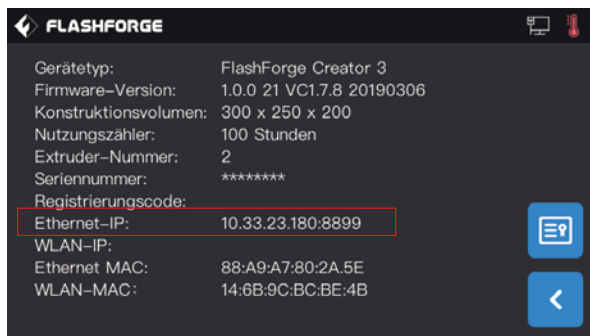 FLASHFORGE
Gerätetyp: FlashForge Creator 3
Firmware-Version: 1.0.0 21 VC1.7.8 20190306
Konstruktionsvolumen: 300 x 250 x 200
Nutzungszähler: 100 Stunden
Extruder-Nummer: 2
Seriennummer: ********
Registrierungscode:
Ethernet-IP: 10.33.23.180:8899
WLAN-IP:
Ethernet MAC: 88:A9:A7:80:2A.5E
WLAN-MAC: 14:6B:9C:BC:BE:4B